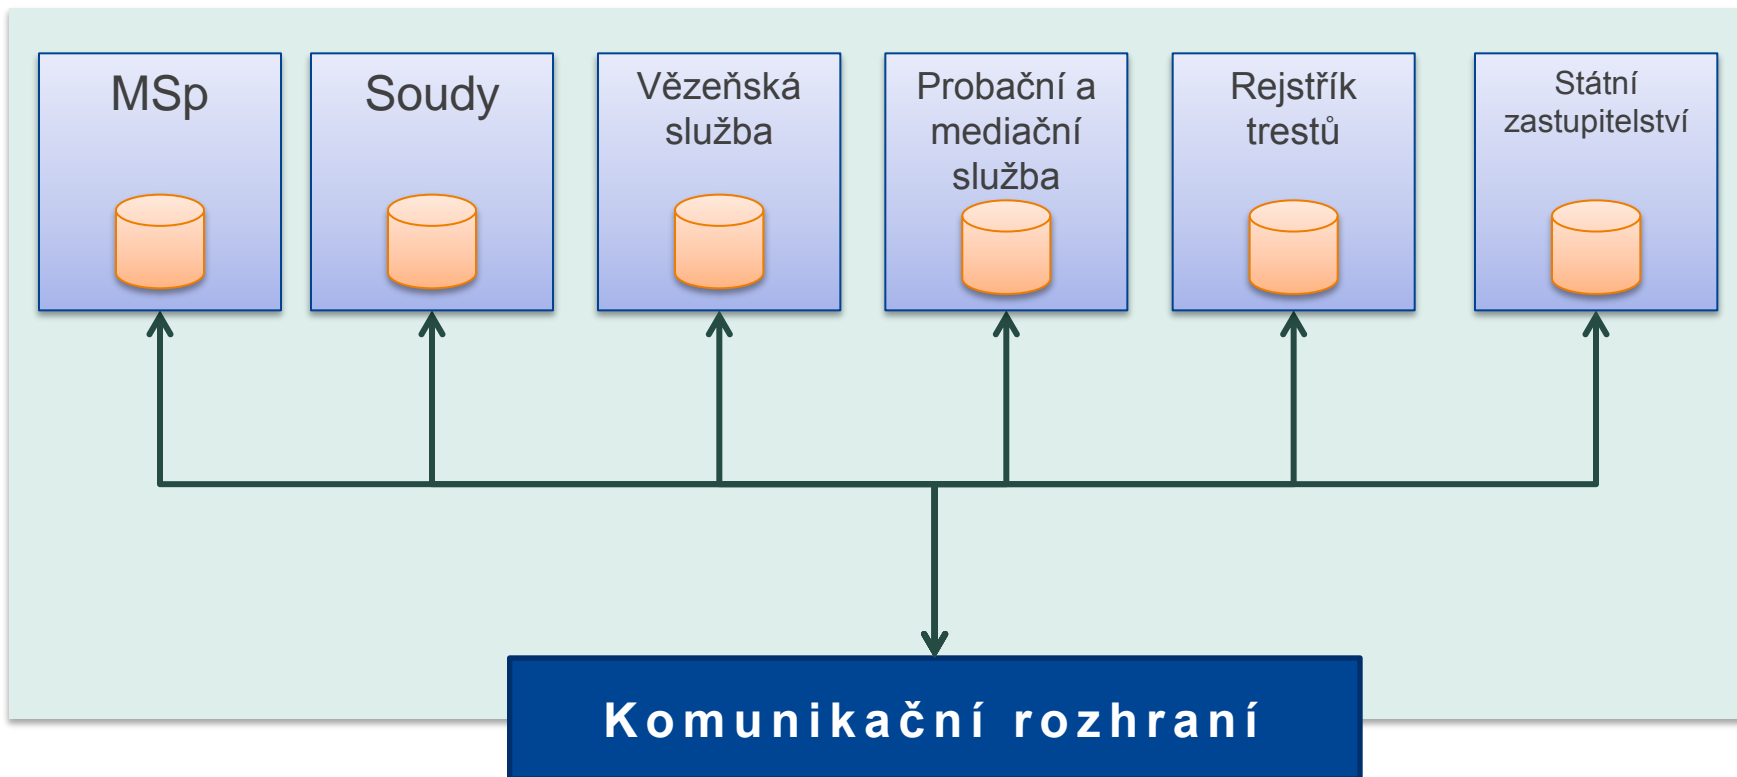 MSp
Soudy
Vězeňská
služba
Probační a
mediační
služba
Rejstřík
trestů
Státní
zastupitelství
Komunikační rozhraní